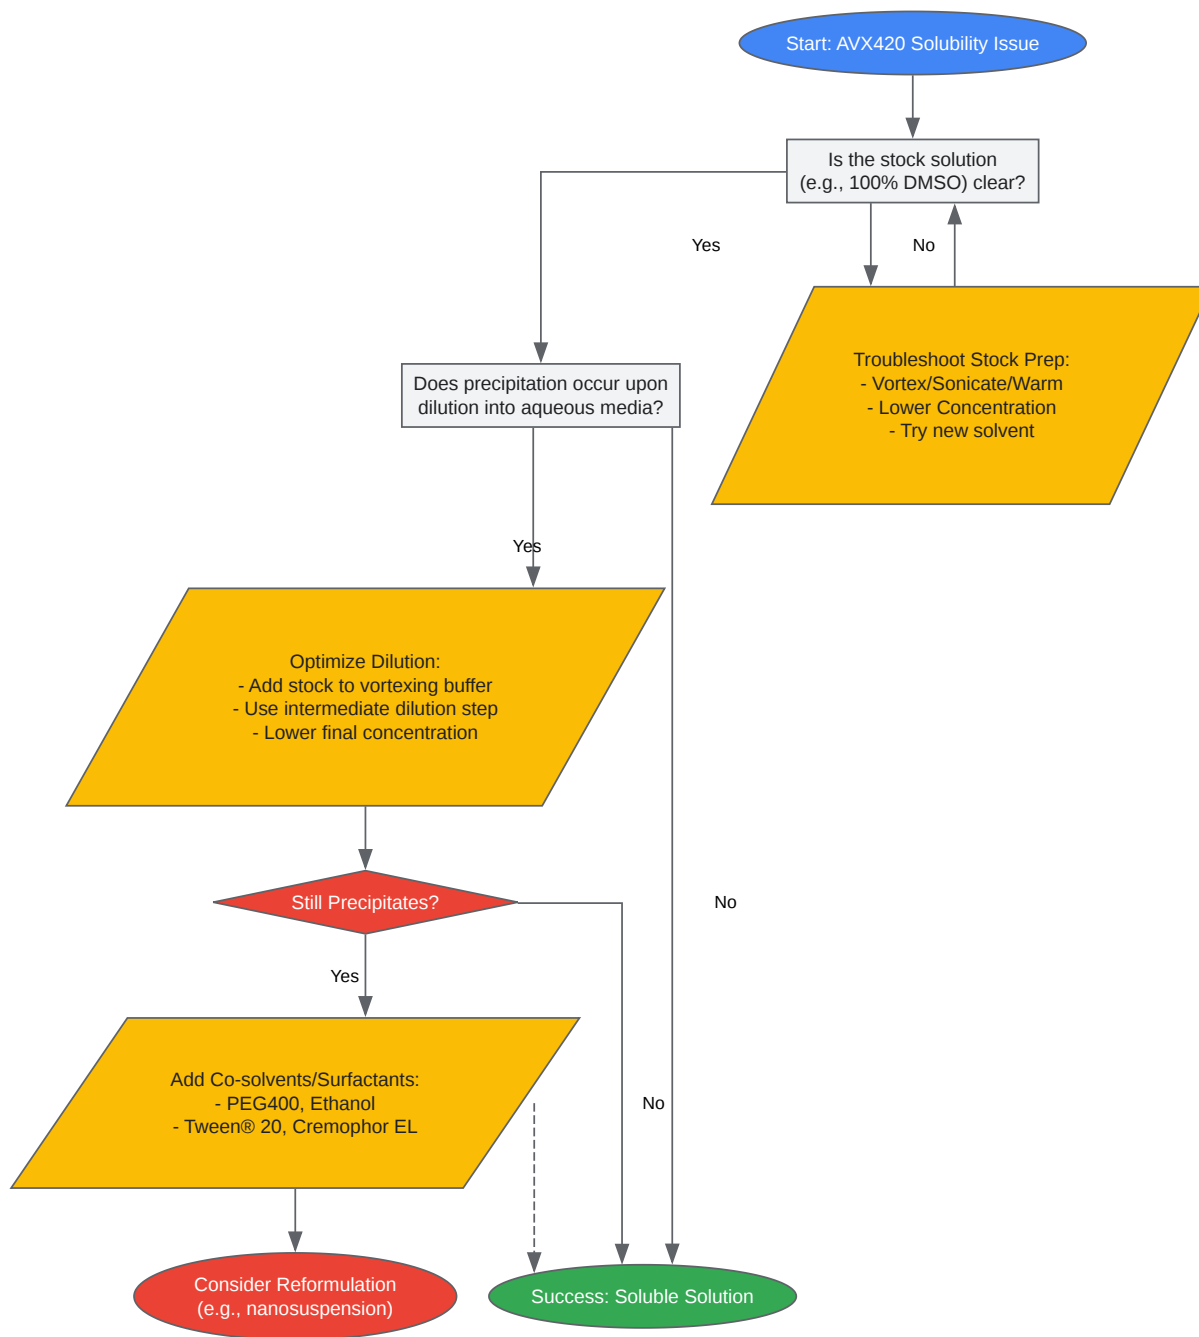 Start: AVX420 Solubility Issue
Is the stock solution
(e.g., 100% DMSO) clear?
Yes
No
Troubleshoot Stock Prep:
- Vortex/Sonicate/Warm
- Lower Concentration
- Try new solvent
Does precipitation occur upon
dilution into aqueous media?
Yes
Optimize Dilution:
- Add stock to vortexing buffer
- Use intermediate dilution step
- Lower final concentration
Still Precipitates?
No
Yes
Add Co-solvents/Surfactants:
- PEG400, Ethanol
- Tween® 20, Cremophor EL
No
Consider Reformulation
(e.g., nanosuspension)
Success: Soluble Solution